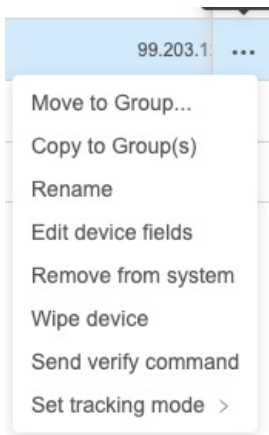 99.203.1
Move to Group...
Copy to Group(s)
Rename
Edit device fields
Remove from system
Wipe device
Send verify command
Set tracking mode >